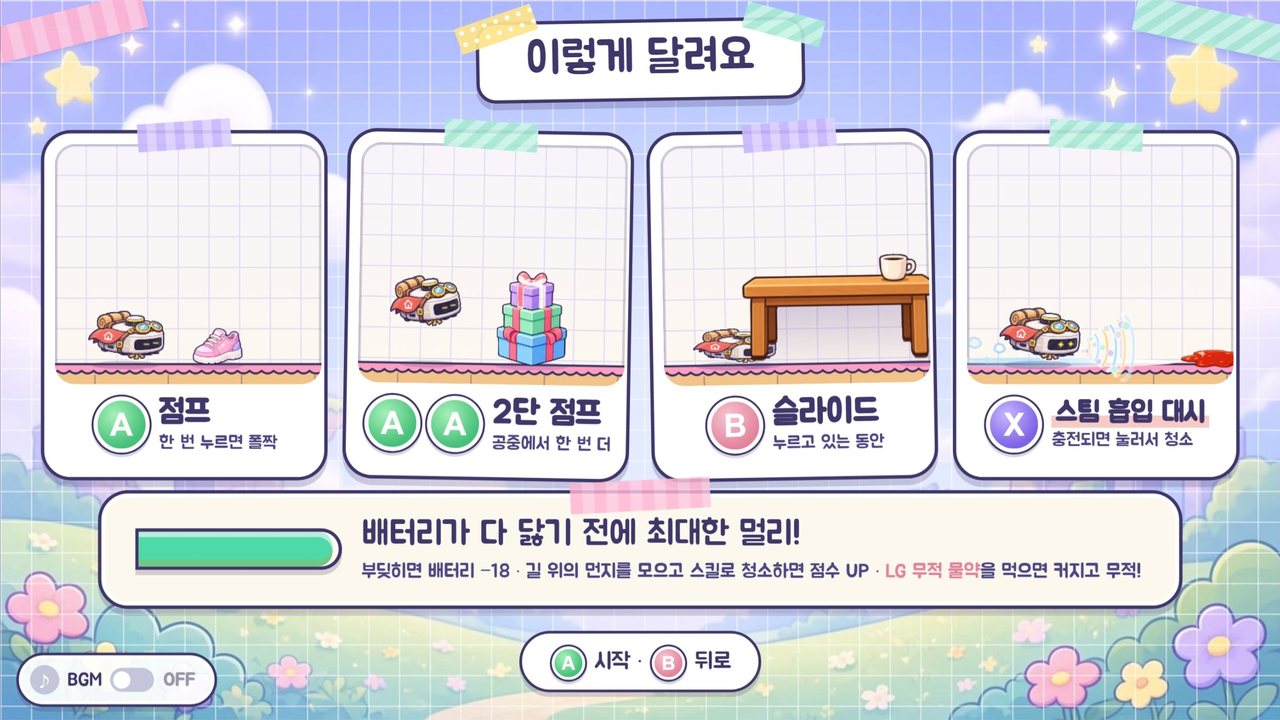 이렇게 달려요
A 점프
한 번 누르면 폴짝
A A 2단 점프
공중에서 한 번 더
B 슬라이드
누르고 있는 동안
X 스팀 흡입 대시
충전되면 눌러서 청소
배터리가 다 닳기 전에 최대한 멀리!
부딪히면 배터리 −18 · 길 위의 먼지를 모으고 스킬로 청소하면 점수 UP · LG 무적 물약을 먹으면 커지고 무적!
A 시작 · B 뒤로
♪ BGM OFF